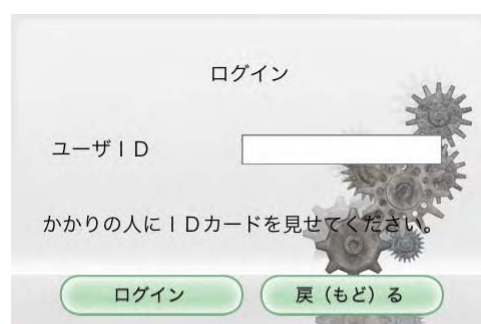 ログイン
ユーザＩＤ
かかりの人にＩＤカードを見せてください。
ログイン
戻（もど）る